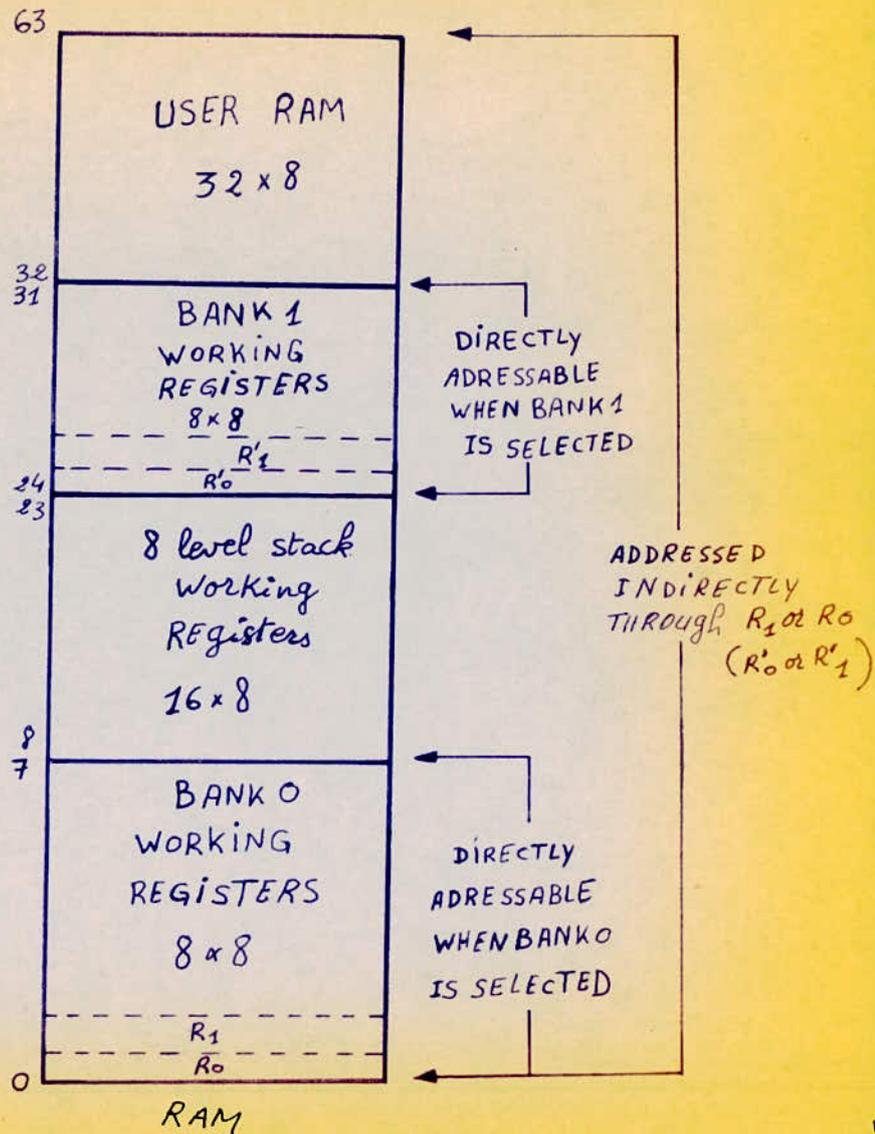 63
USER RAM
32 × 8
32
31
BANK 1
WORKING
REGISTERS
8 × 8
R'1
R'0
DIRECTLY
ADRESSABLE
WHEN BANK 1
IS SELECTED
24
23
8 level stack
Working
REgisters
16 × 8
ADDRESSED
INDIRECTLY
THROUgh R1 or R0
(R'0 or R'1)
8
7
BANK 0
WORKING
REGISTERS
8 × 8
R1
R0
DIRECTLY
ADRESSABLE
WHEN BANK 0
IS SELECTED
0
RAM